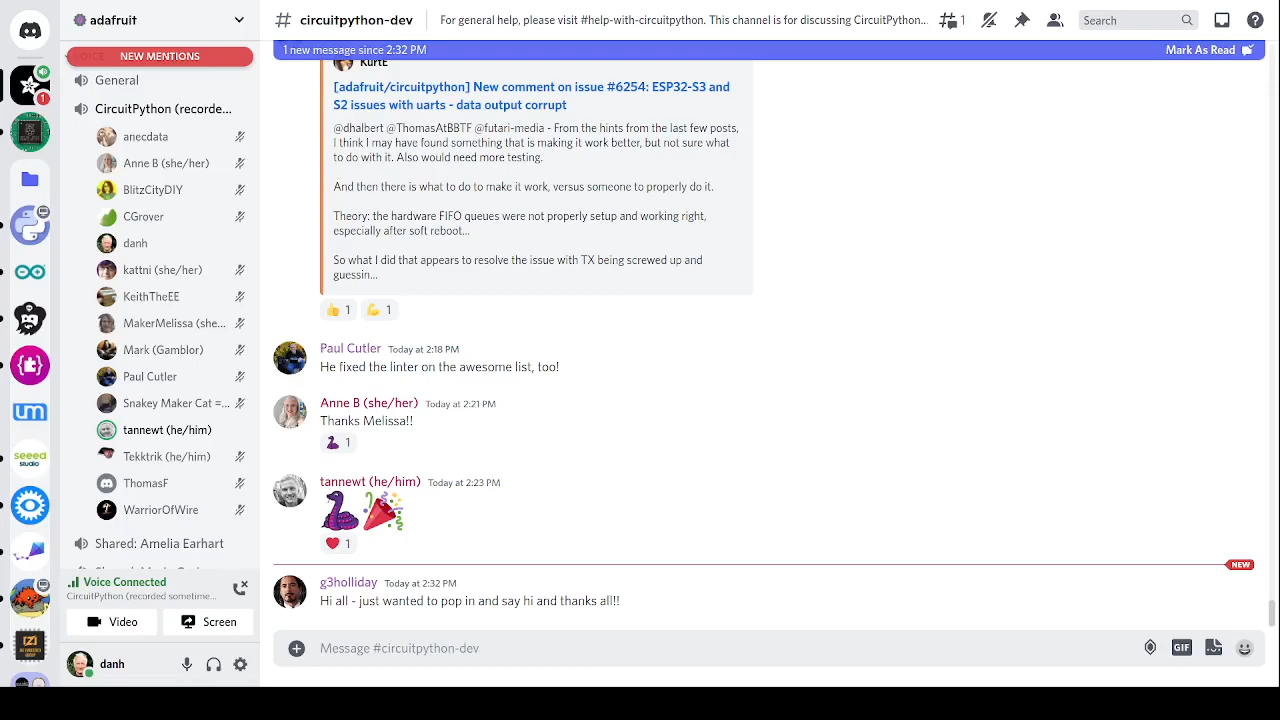 adafruit
NEW MENTIONS
General
CircuitPython (recorde...
anecdata
Anne B (she/her)
BlitzCityDIY
CGrover
danh
kattni (she/her)
KeithTheEE
MakerMelissa (she...
Mark (Gamblor)
Paul Cutler
Snakey Maker Cat =...
tannewt (he/him)
Tekktrik (he/him)
ThomasF
WarriorOfWire
Shared: Amelia Earhart
Voice Connected
CircuitPython (recorded sometime...
Video
Screen
danh
1
um
seeed
studio
# circuitpython-dev
For general help, please visit #help-with-circuitpython. This channel is for discussing CircuitPython...
1
Search
1 new message since 2:32 PM
Mark As Read
KurtE
[adafruit/circuitpython] New comment on issue #6254: ESP32-S3 and
S2 issues with uarts - data output corrupt
@dhalbert @ThomasAtBBTF @futari-media - From the hints from the last few posts
I think I may have found something that is making it work better, but not sure what
to do with it. Also would need more testing.
And then there is what to do to make it work, versus someone to properly do it.
Theory: the hardware FIFO queues were not properly setup and working right,
especially after soft reboot...
So what I did that appears to resolve the issue with TX being screwed up and
guessin...
1
1
Paul Cutler Today at 2:18 PM
He fixed the linter on the awesome list, too!
Anne B (she/her) Today at 2:21 PM
Thanks Melissa!!
1
tannewt (he/him) Today at 2:23 PM
1
NEW
g3holliday Today at 2:32 PM
Hi all - just wanted to pop in and say hi and thanks all!!
Message #circuitpython-dev
GIF